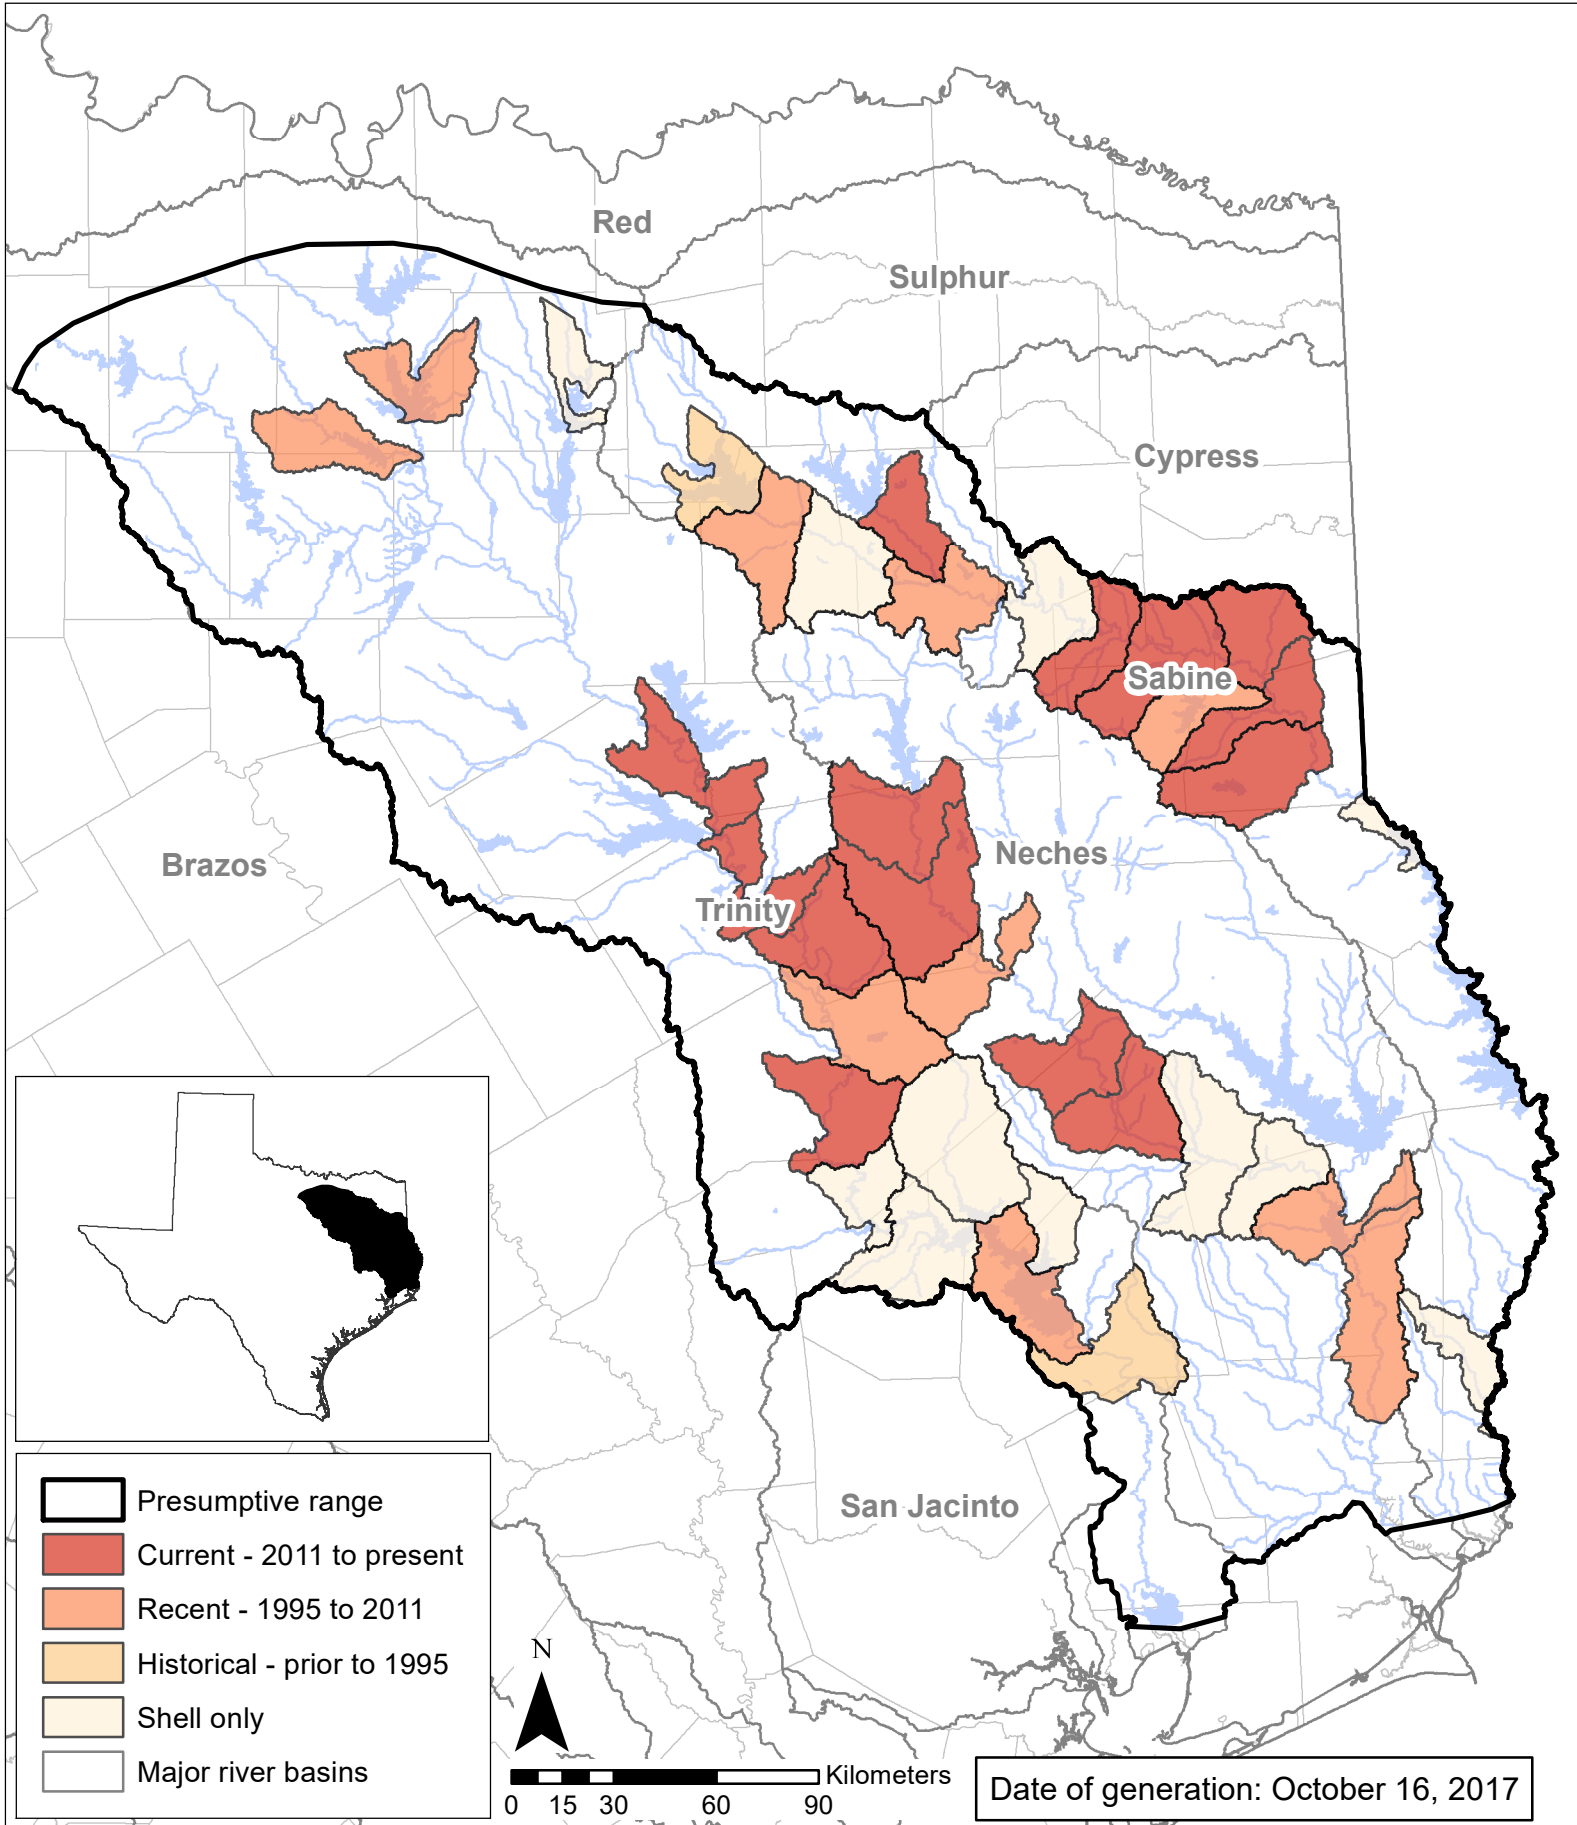 Red
Sulphur
Cypress
Sabine
Neches
Brazos
Trinity
San Jacinto
Presumptive range
Current - 2011 to present
Recent - 1995 to 2011
Historical - prior to 1995
Shell only
Major river basins
N
Kilometers
0 15 30 60 90
Date of generation: October 16, 2017